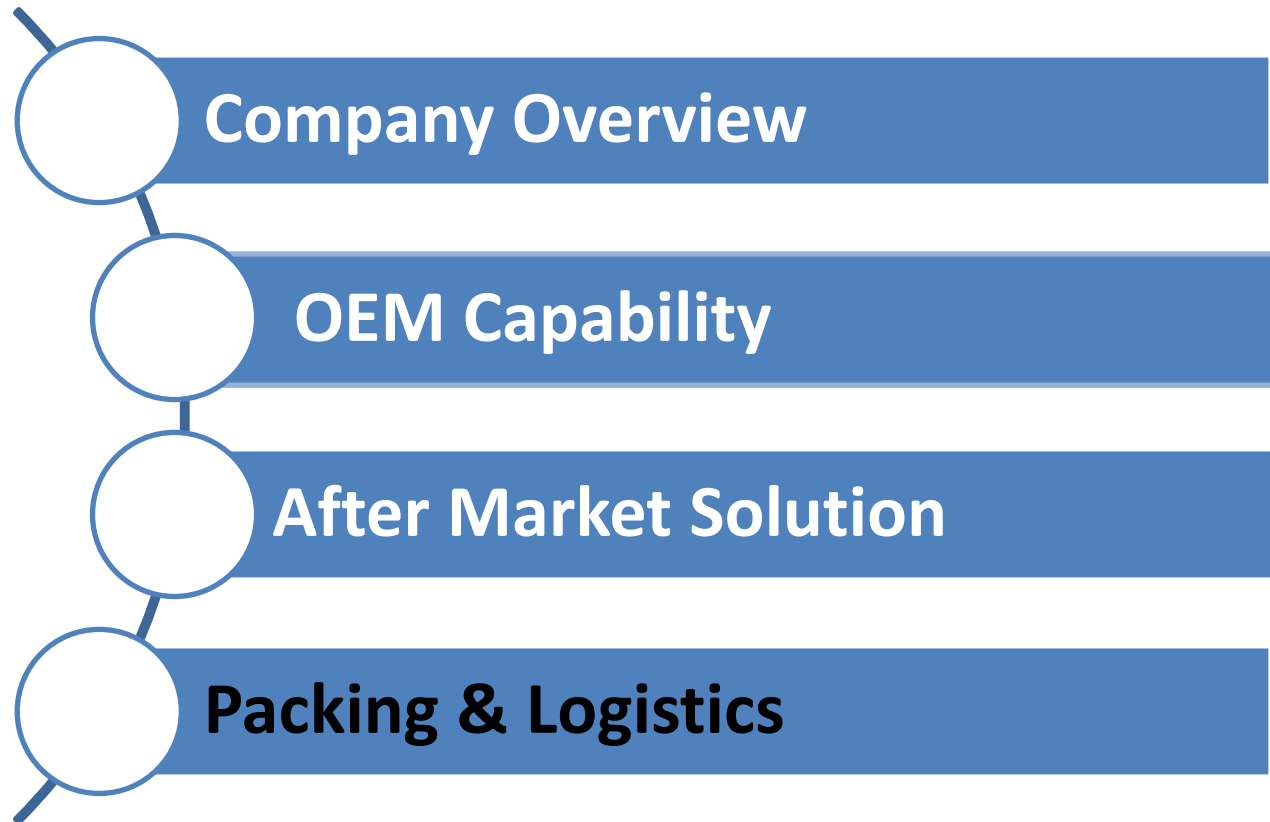 Company Overview
OEM Capability
After Market Solution
Packing & Logistics